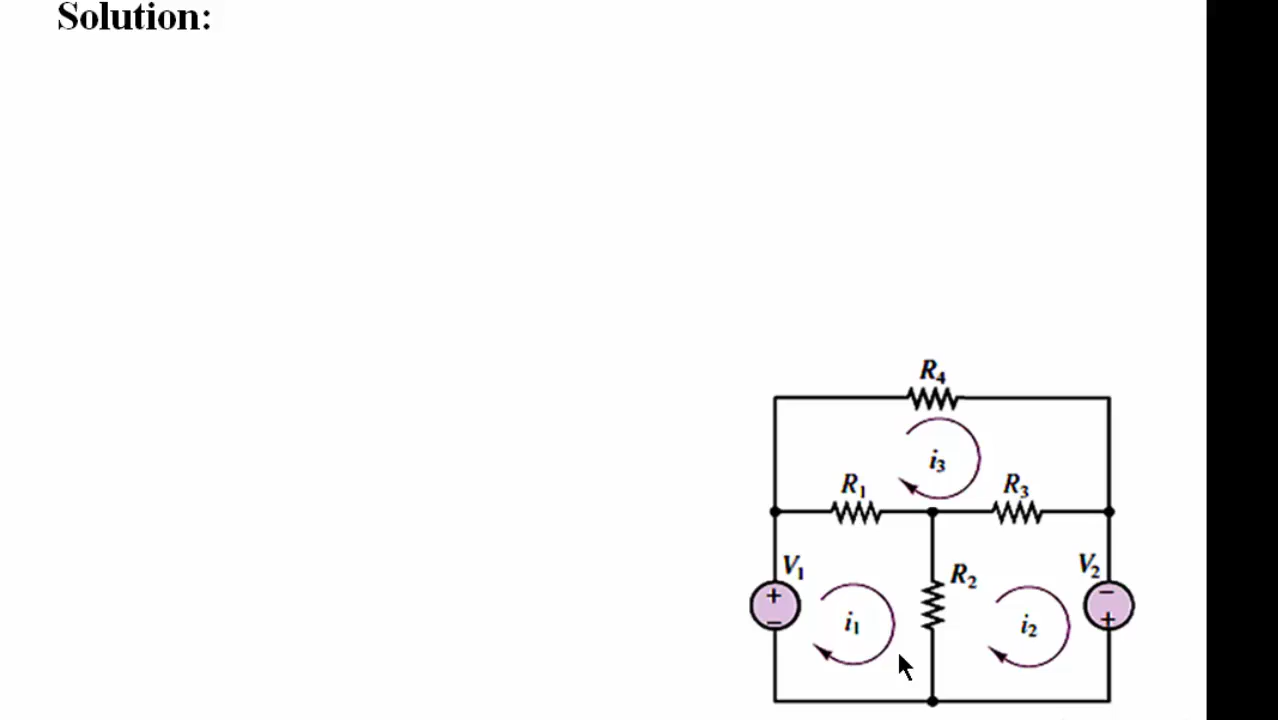 Solution:
R4
i3
R1
R3
V1
+
−
R2
V2
−
+
i1
i2